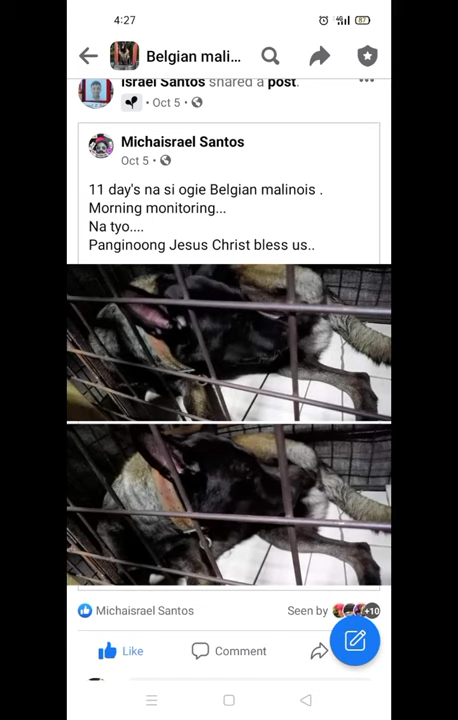 4:27
87
Belgian mali...
Israel Santos shared a post.
Oct 5
Michaisrael Santos
Oct 5
11 day's na si ogie Belgian malinois .
Morning monitoring...
Na tyo....
Panginoong Jesus Christ bless us..
Michaisrael Santos
Seen by
+10
Like
Comment